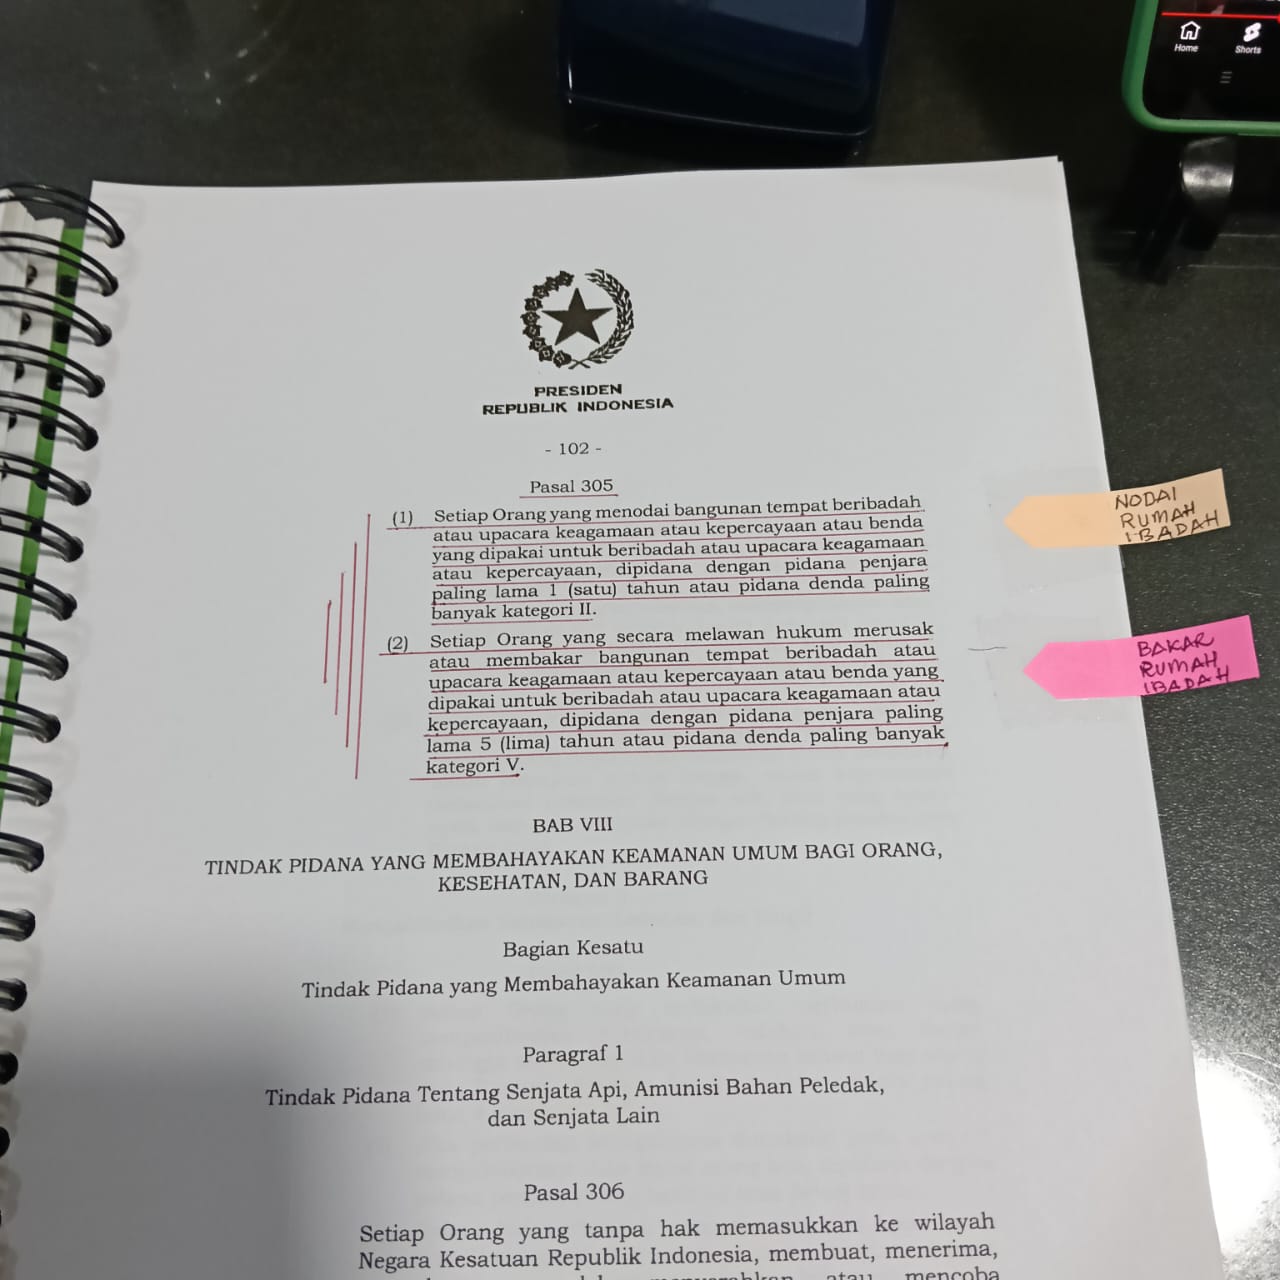 Home
Shorts
PRESIDEN
REPUBLIK INDONESIA
- 102 -
Pasal 305
(1) Setiap Orang yang menodai bangunan tempat beribadah
atau upacara keagamaan atau kepercayaan atau benda
yang dipakai untuk beribadah atau upacara keagamaan
atau kepercayaan, dipidana dengan pidana penjara
paling lama 1 (satu) tahun atau pidana denda paling
banyak kategori II.
(2) Setiap Orang yang secara melawan hukum merusak
atau membakar bangunan tempat beribadah atau
upacara keagamaan atau kepercayaan atau benda yang
dipakai untuk beribadah atau upacara keagamaan atau
kepercayaan, dipidana dengan pidana penjara paling
lama 5 (lima) tahun atau pidana denda paling banyak
kategori V.
NODAI
RUMAH
IBADAH
BAKAR
RUMAH
IBADAH
BAB VIII
TINDAK PIDANA YANG MEMBAHAYAKAN KEAMANAN UMUM BAGI ORANG,
KESEHATAN, DAN BARANG
Bagian Kesatu
Tindak Pidana yang Membahayakan Keamanan Umum
Paragraf 1
Tindak Pidana Tentang Senjata Api, Amunisi Bahan Peledak,
dan Senjata Lain
Pasal 306
Setiap Orang yang tanpa hak memasukkan ke wilayah
Negara Kesatuan Republik Indonesia, membuat, menerima,
atau mencoba